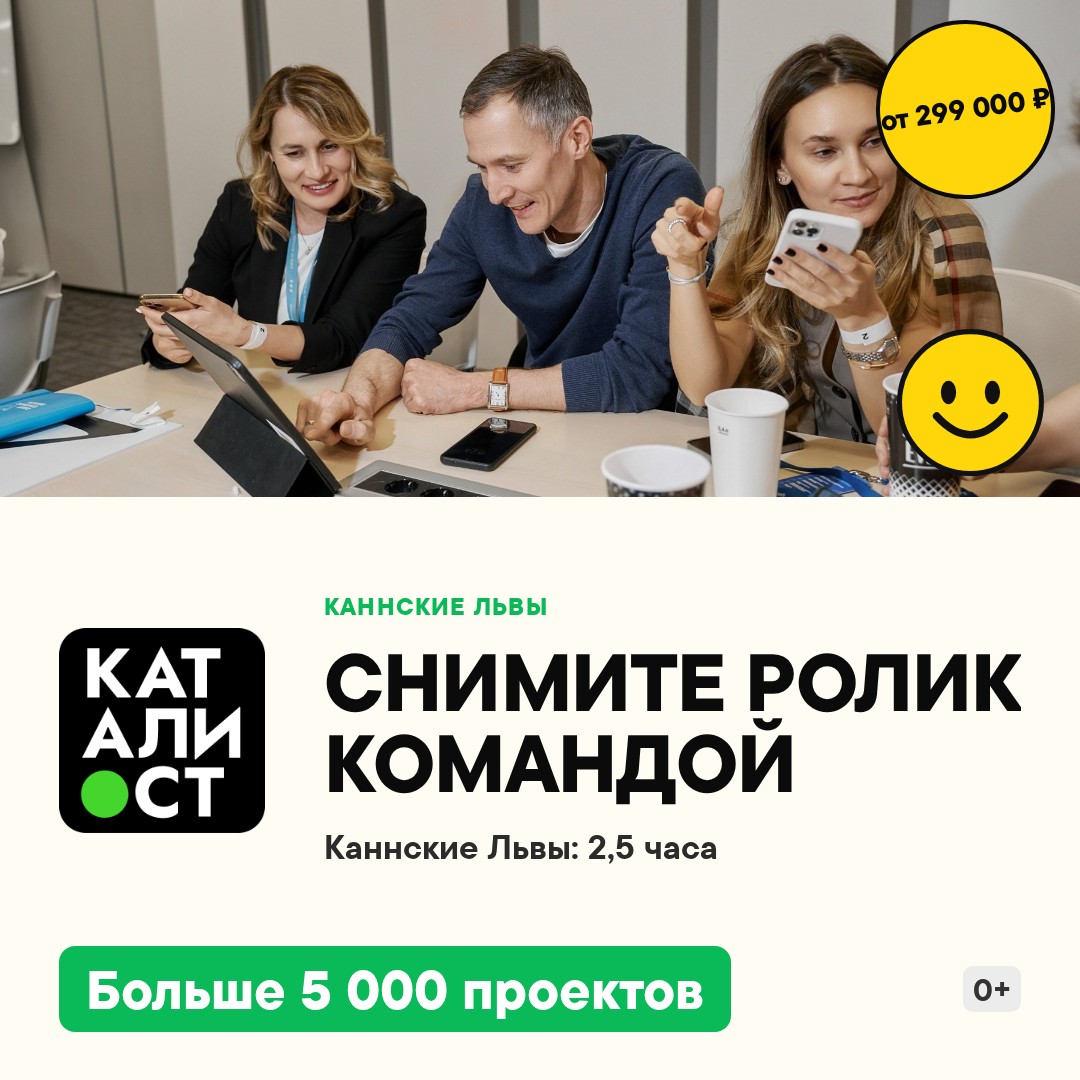 от 299 000 ₽
КАННСКИЕ ЛЬВЫ
КАТ
АЛИ
СТ
СНИМИТЕ РОЛИК
КОМАНДОЙ
Каннские Львы: 2,5 часа
Больше 5 000 проектов
0+